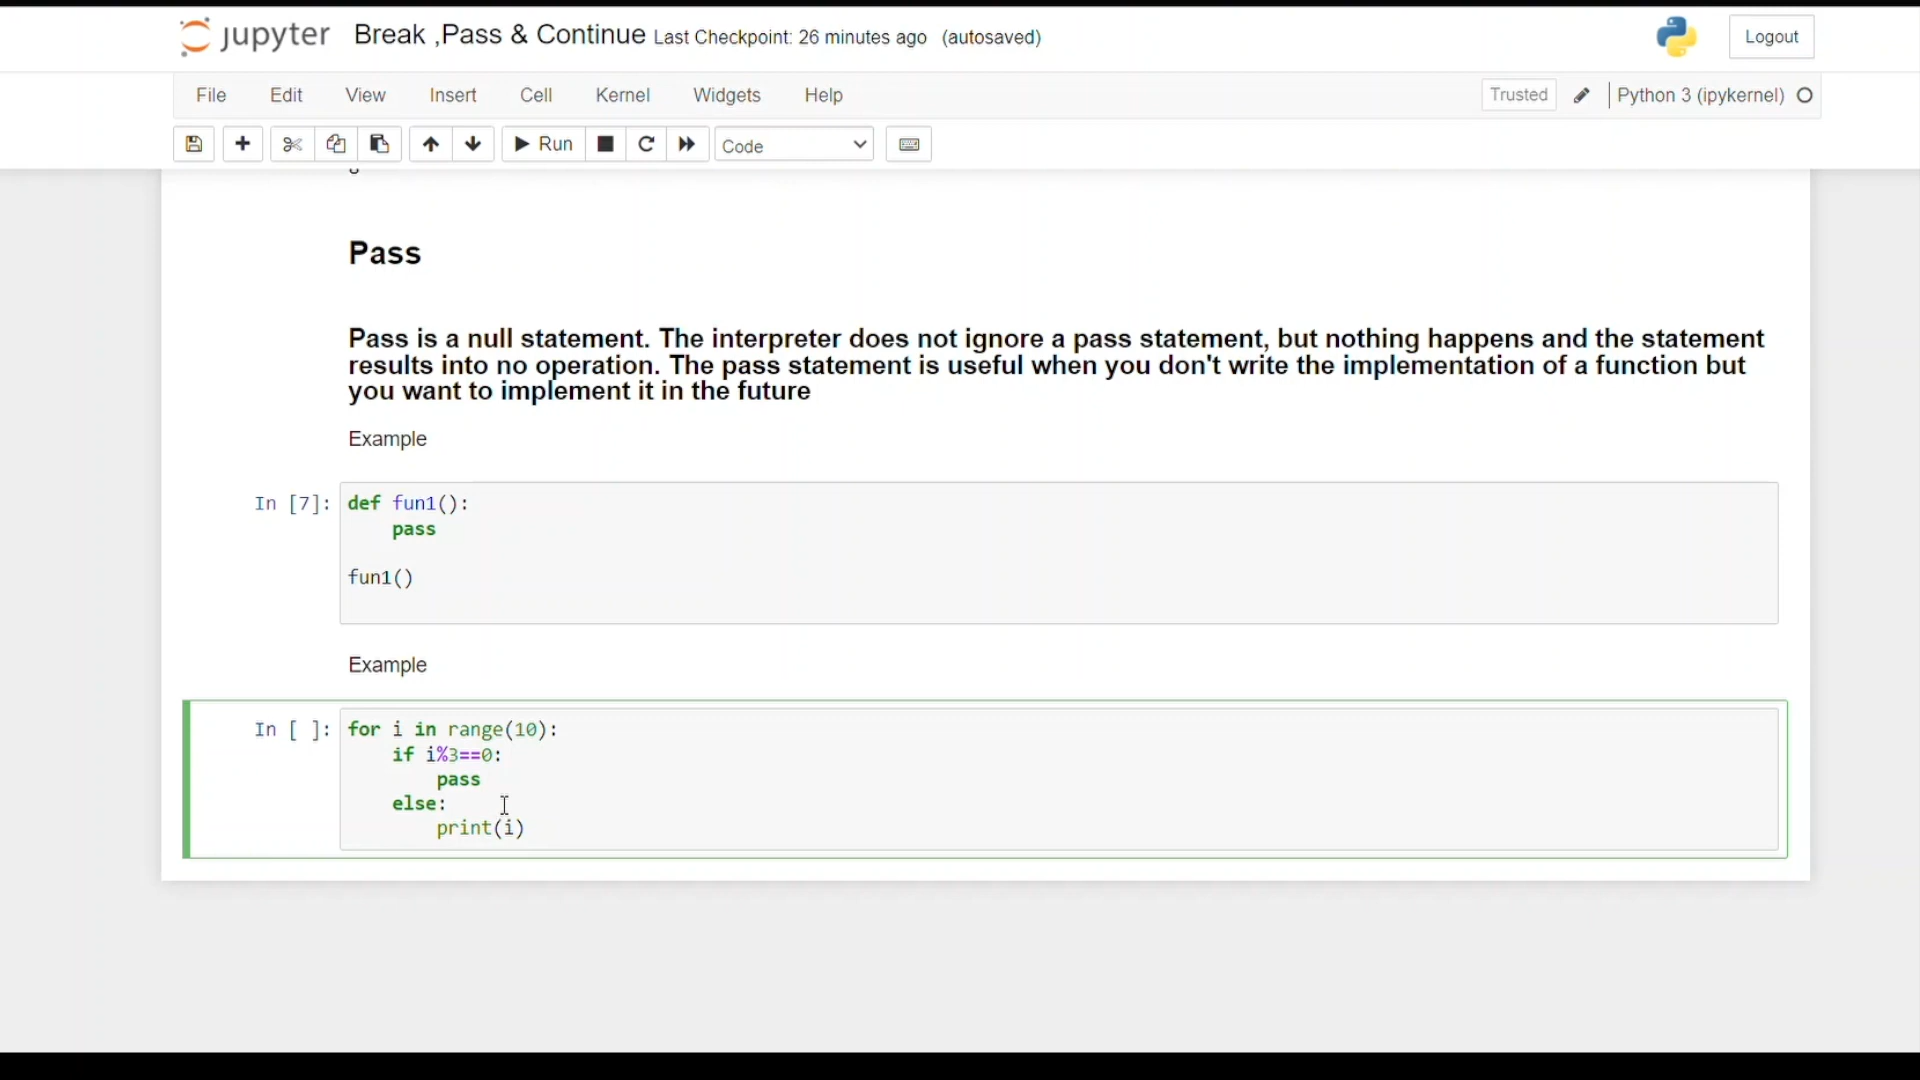 jupyter Break ,Pass & Continue Last Checkpoint: 26 minutes ago (autosaved) Logout
File Edit View Insert Cell Kernel Widgets Help Trusted Python 3 (ipykernel)
Run Code
Pass
Pass is a null statement. The interpreter does not ignore a pass statement, but nothing happens and the statement
results into no operation. The pass statement is useful when you don't write the implementation of a function but
you want to implement it in the future
Example
In [7]: def fun1():
pass
fun1()
Example
In [ ]: for i in range(10):
if i%3==0:
pass
else:
print(i)